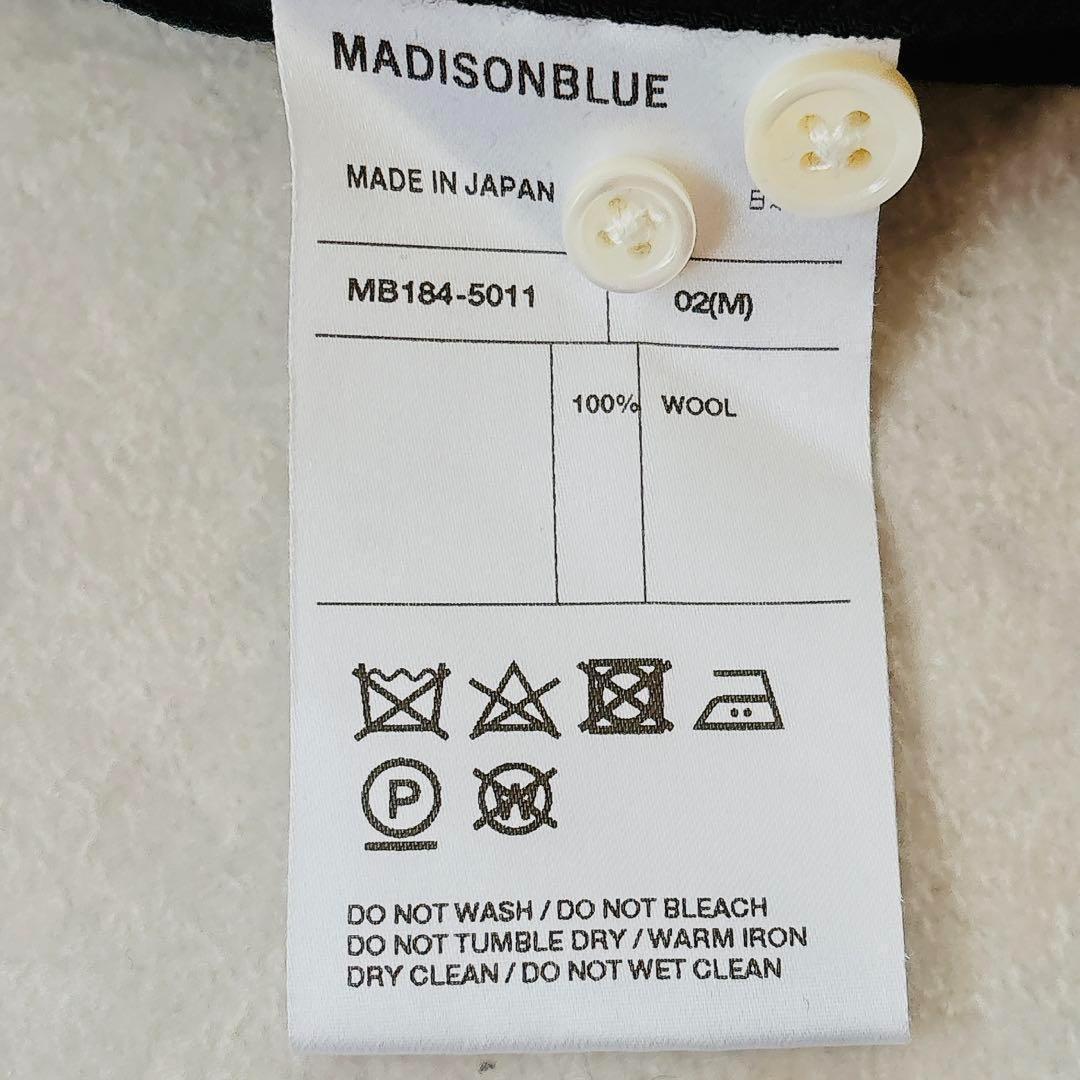 MADISONBLUE
MADE IN JAPAN
MB184-5011 02(M)
100% WOOL
P W
DO NOT WASH / DO NOT BLEACH
DO NOT TUMBLE DRY / WARM IRON
DRY CLEAN / DO NOT WET CLEAN